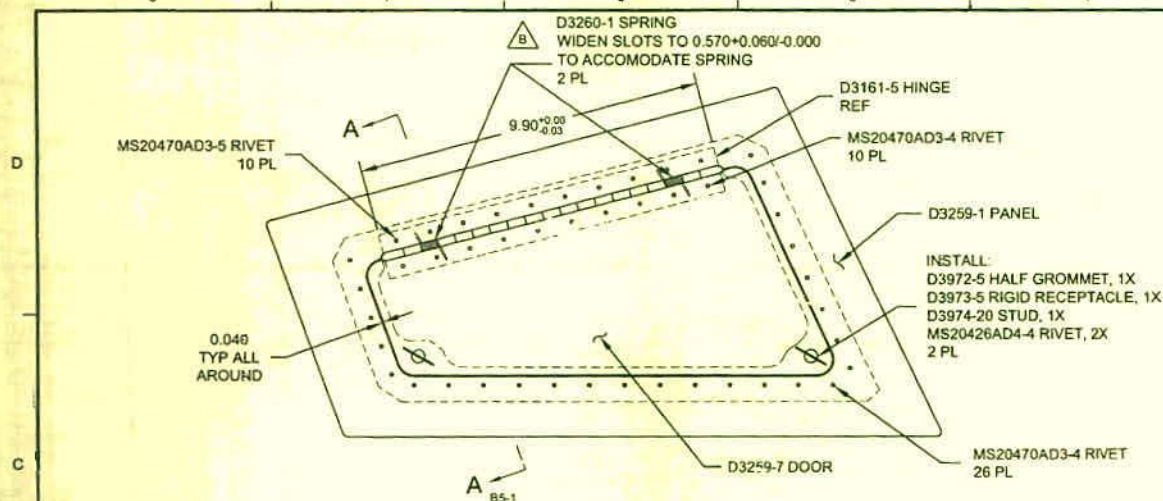 B
D3260-1 SPRING
WIDEN SLOTS TO 0.570+0.060/-0.000
TO ACCOMODATE SPRING
2 PL
D3161-5 HINGE
REF
A
9.90+0.00
-0.03
MS20470AD3-5 RIVET
10 PL
MS20470AD3-4 RIVET
10 PL
D
D3259-1 PANEL
INSTALL:
D3972-5 HALF GROMMET, 1X
D3973-5 RIGID RECEPTACLE, 1X
D3974-20 STUD, 1X
MS20426AD4-4 RIVET, 2X
2 PL
0.040
TYP ALL
AROUND
C
D3259-7 DOOR
MS20470AD3-4 RIVET
26 PL
A
B5-1